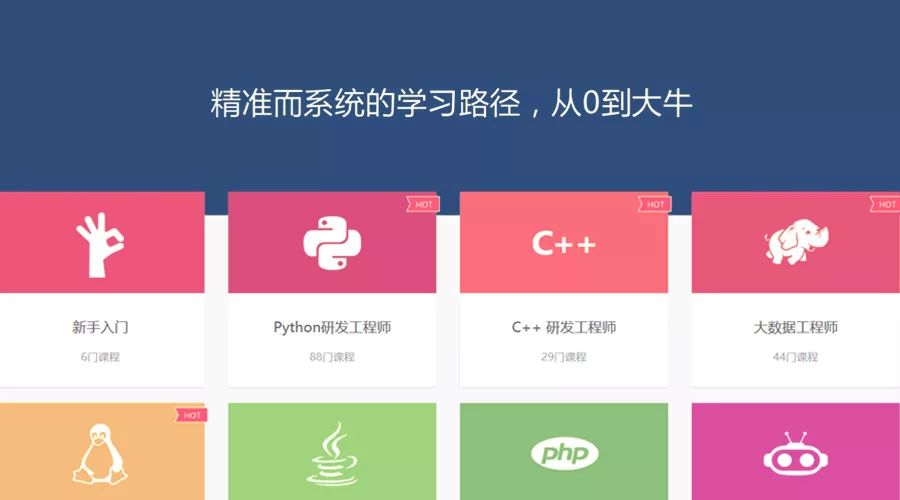 精准而系统的学习路径，从0到大牛
HOT
HOT
HOT
C++
新手入门
Python研发工程师
C++ 研发工程师
大数据工程师
6门课程
88门课程
29门课程
44门课程
HOT
php